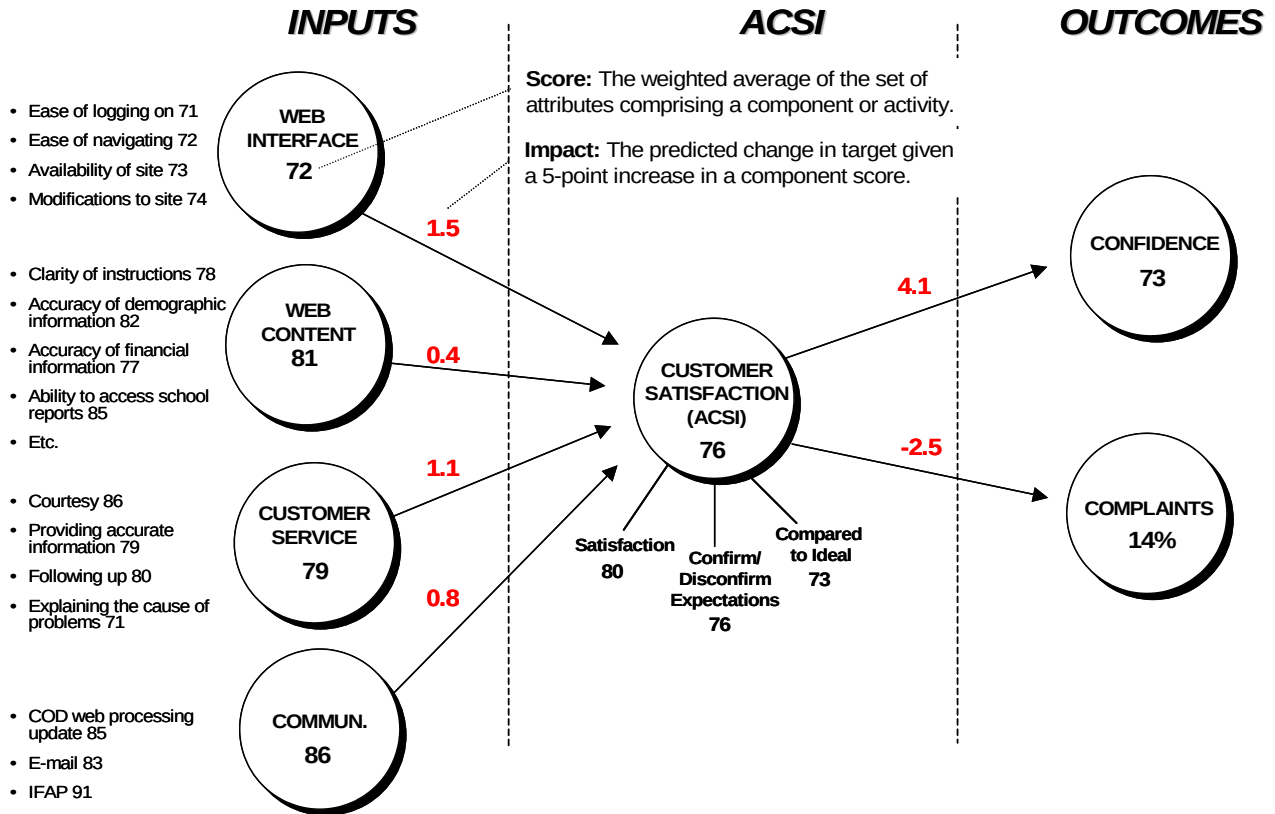 INPUTS
ACSI
OUTCOMES
Score: The weighted average of the set of
attributes comprising a component or activity.
Impact: The predicted change in target given
a 5-point increase in a component score.
• Ease of logging on 71
• Ease of navigating 72
• Availability of site 73
• Modifications to site 74
WEB
INTERFACE
72
1.5
• Clarity of instructions 78
• Accuracy of demographic
information 82
• Accuracy of financial
information 77
• Ability to access school
reports 85
• Etc.
WEB
CONTENT
81
0.4
• Courtesy 86
• Providing accurate
information 79
• Following up 80
• Explaining the cause of
problems 71
CUSTOMER
SERVICE
79
1.1
• COD web processing
update 85
• E-mail 83
• IFAP 91
COMMUN.
86
0.8
CUSTOMER
SATISFACTION
(ACSI)
76
Satisfaction
80
Confirm/
Disconfirm
Expectations
76
Compared
to Ideal
73
4.1
CONFIDENCE
73
-2.5
COMPLAINTS
14%